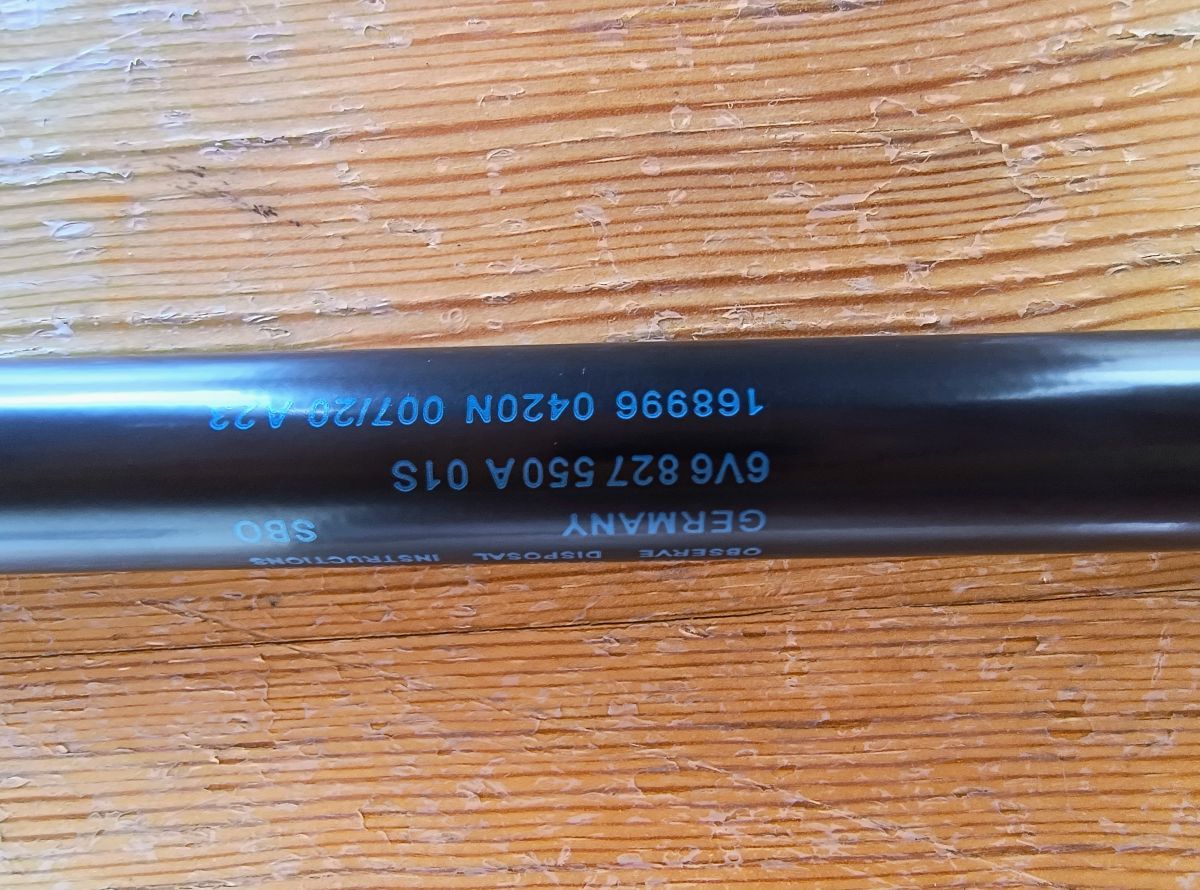 OBSERVE DISPOSAL INSTRUCTIONS
GERMANY SBO
6V6 827 550A 01S
168996 0420N 007/20 A23